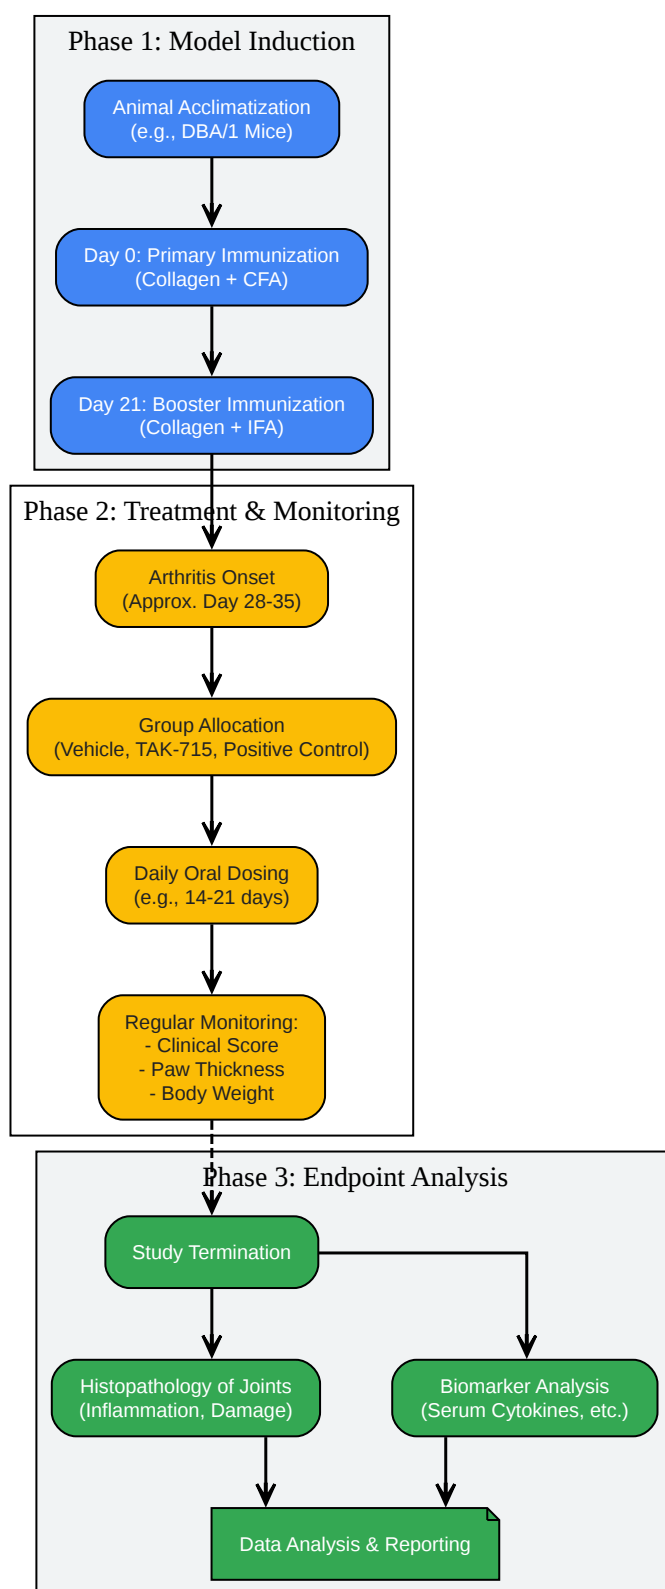 Phase 1: Model Induction
Animal Acclimatization
(e.g., DBA/1 Mice)
Day 0: Primary Immunization
(Collagen + CFA)
Day 21: Booster Immunization
(Collagen + IFA)
Phase 2: Treatment & Monitoring
Arthritis Onset
(Approx. Day 28-35)
Group Allocation
(Vehicle, TAK-715, Positive Control)
Daily Oral Dosing
(e.g., 14-21 days)
Regular Monitoring:
- Clinical Score
- Paw Thickness
- Body Weight
Phase 3: Endpoint Analysis
Study Termination
Histopathology of Joints
(Inflammation, Damage)
Biomarker Analysis
(Serum Cytokines, etc.)
Data Analysis & Reporting